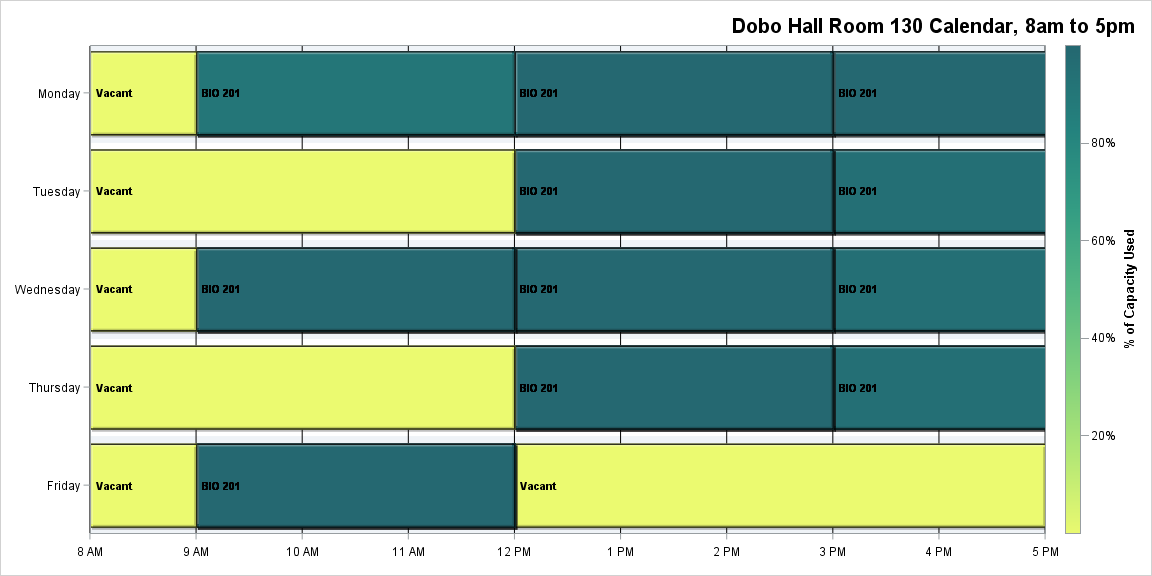 Dobo Hall Room 130 Calendar, 8am to 5pm
Monday Vacant BIO 201 BIO 201 BIO 201
Tuesday Vacant BIO 201 BIO 201
Wednesday Vacant BIO 201 BIO 201 BIO 201
Thursday Vacant BIO 201 BIO 201
Friday Vacant BIO 201 Vacant
8 AM 9 AM 10 AM 11 AM 12 PM 1 PM 2 PM 3 PM 4 PM 5 PM
80%
60%
40%
20%
% of Capacity Used